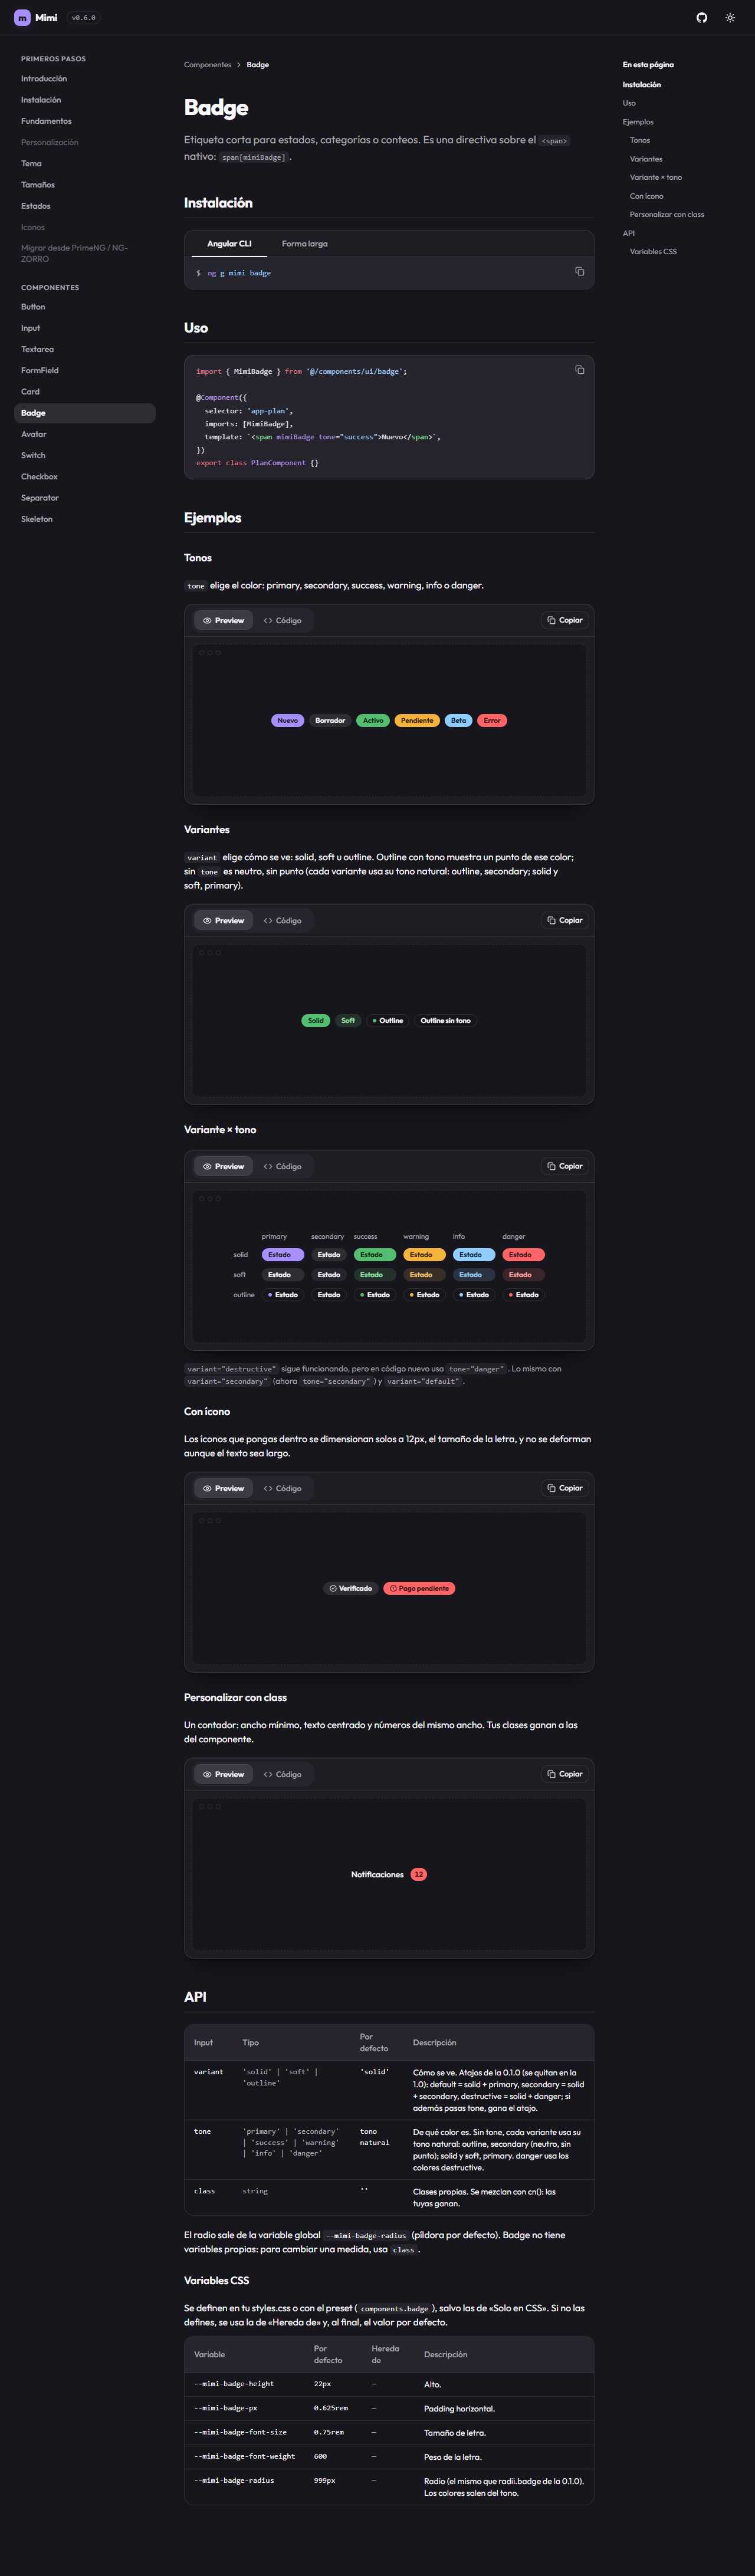 m Mimi v0.6.0
PRIMEROS PASOS
Introducción
Instalación
Fundamentos
Personalización
Tema
Tamaños
Estados
Iconos
Migrar desde PrimeNG / NG-
ZORRO
COMPONENTES
Button
Input
Textarea
FormField
Card
Badge
Avatar
Switch
Checkbox
Separator
Skeleton
Componentes > Badge
Badge
Etiqueta corta para estados, categorías o conteos. Es una directiva sobre el <span>
nativo: span[mimiBadge].
Instalación
Angular CLI Forma larga
$ ng g mimi badge
Uso
import { MimiBadge } from '@/components/ui/badge';
@Component({
selector: 'app-plan',
imports: [MimiBadge],
template: `<span mimiBadge tone="success">Nuevo</span>`,
})
export class PlanComponent {}
Ejemplos
Tonos
tone elige el color: primary, secondary, success, warning, info o danger.
Preview Código Copiar
Nuevo Borrador Activo Pendiente Beta Error
Variantes
variant elige cómo se ve: solid, soft u outline. Outline con tono muestra un punto de ese color;
sin tone es neutro, sin punto (cada variante usa su tono natural: outline, secondary; solid y
soft, primary).
Preview Código Copiar
Solid Soft Outline Outline sin tono
Variante × tono
Preview Código Copiar
primary secondary success warning info danger
solid Estado Estado Estado Estado Estado Estado
soft Estado Estado Estado Estado Estado Estado
outline Estado Estado Estado Estado Estado Estado
variant="destructive" sigue funcionando, pero en código nuevo usa tone="danger". Lo mismo con
variant="secondary" (ahora tone="secondary") y variant="default".
Con ícono
Los íconos que pongas dentro se dimensionan solos a 12px, el tamaño de la letra, y no se deforman
aunque el texto sea largo.
Preview Código Copiar
Verificado Pago pendiente
Personalizar con class
Un contador: ancho mínimo, texto centrado y números del mismo ancho. Tus clases ganan a las
del componente.
Preview Código Copiar
Notificaciones 12
API
Input Tipo Por defecto Descripción
variant 'solid' | 'soft' | 'outline' 'solid' Cómo se ve. Atajos de la 0.1.0 (se quitan en la
1.0): default = solid + primary, secondary = solid
+ secondary, destructive = solid + danger; si
además pasas tone, gana el atajo.
tone 'primary' | 'secondary' | 'success' | 'warning' | 'info' | 'danger' tono natural De qué color es. Sin tone, cada variante usa su
tono natural: outline, secondary (neutro, sin
punto); solid y soft, primary. danger usa los
colores destructive.
class string '' Clases propias. Se mezclan con cn(): las
tuyas ganan.
El radio sale de la variable global --mimi-badge-radius (píldora por defecto). Badge no tiene
variables propias: para cambiar una medida, usa class.
Variables CSS
Se definen en tu styles.css o con el preset (components.badge), salvo las de «Solo en CSS». Si no las
defines, se usa la de «Hereda de» y, al final, el valor por defecto.
Variable Por defecto Hereda de Descripción
--mimi-badge-height 22px — Alto.
--mimi-badge-px 0.625rem — Padding horizontal.
--mimi-badge-font-size 0.75rem — Tamaño de letra.
--mimi-badge-font-weight 600 — Peso de la letra.
--mimi-badge-radius 999px — Radio (el mismo que radii.badge de la 0.1.0).
Los colores salen del tono.
En esta página
Instalación
Uso
Ejemplos
Tonos
Variantes
Variante × tono
Con ícono
Personalizar con class
API
Variables CSS